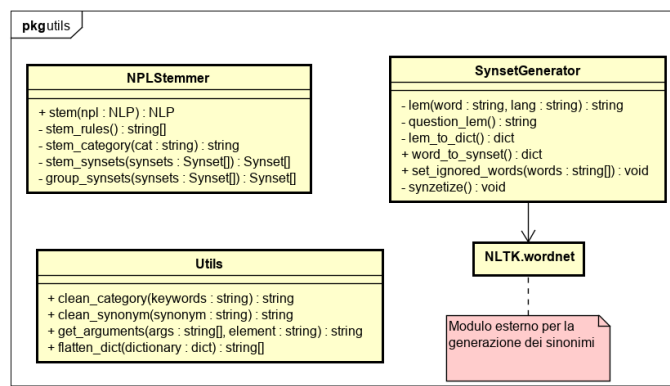 pkg utils
NPLStemmer
+ stem(npl : NLP) : NLP
- stem_rules() : string[]
- stem_category(cat : string) : string
- stem_synsets(synsets : Synset[]) : Synset[]
- group_synsets(synsets : Synset[]) : Synset[]
SynsetGenerator
- lem(word : string, lang : string) : string
- question_lem() : string
- lem_to_dict() : dict
+ word_to_synset() : dict
+ set_ignored_words(words : string[]) : void
- synzetize() : void
Utils
+ clean_category(keywords : string) : string
+ clean_synonym(synonym : string) : string
+ get_arguments(args : string[], element : string) : string
+ flatten_dict(dictionary : dict) : string[]
NLTK.wordnet
Modulo esterno per la
generazione dei sinonimi